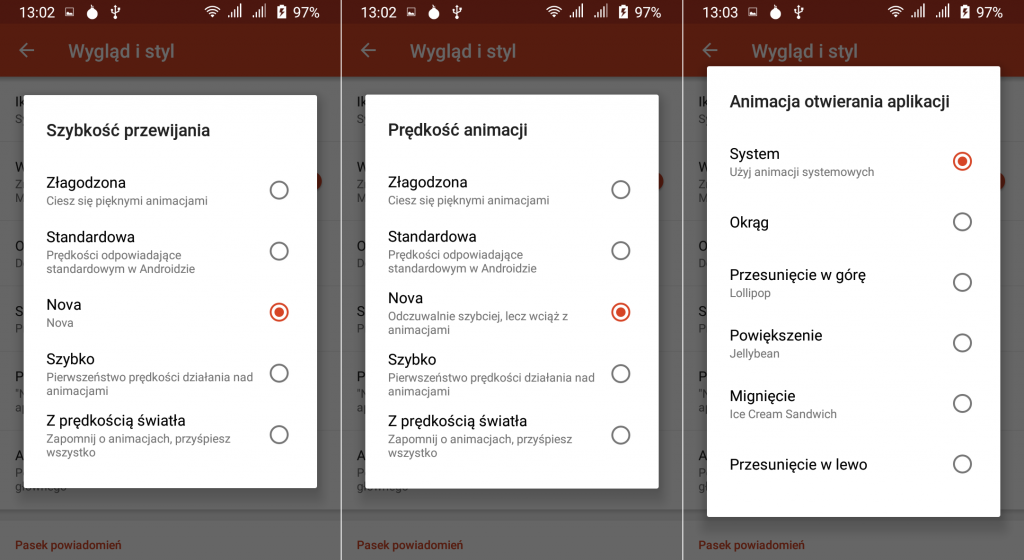 13:02
97%
Wygląd i styl
Szybkość przewijania
Złagodzona
Ciesz się pięknymi animacjami
Standardowa
Prędkości odpowiadające
standardowym w Androidzie
Nova
Nova
Szybko
Pierwszeństwo prędkości działania nad
animacjami
Z prędkością światła
Zapomnij o animacjach, przyśpiesz
wszystko
Pasek powiadomień
13:02
97%
Wygląd i styl
Prędkość animacji
Złagodzona
Ciesz się pięknymi animacjami
Standardowa
Prędkości odpowiadające
standardowym w Androidzie
Nova
Odczuwalnie szybciej, lecz wciąż z
animacjami
Szybko
Pierwszeństwo prędkości działania nad
animacjami
Z prędkością światła
Zapomnij o animacjach, przyśpiesz
wszystko
Pasek powiadomień
13:03
97%
Wygląd i styl
Animacja otwierania aplikacji
System
Użyj animacji systemowych
Okrąg
Przesunięcie w górę
Lollipop
Powiększenie
Jellybean
Mignięcie
Ice Cream Sandwich
Przesunięcie w lewo
Pasek powiadomień